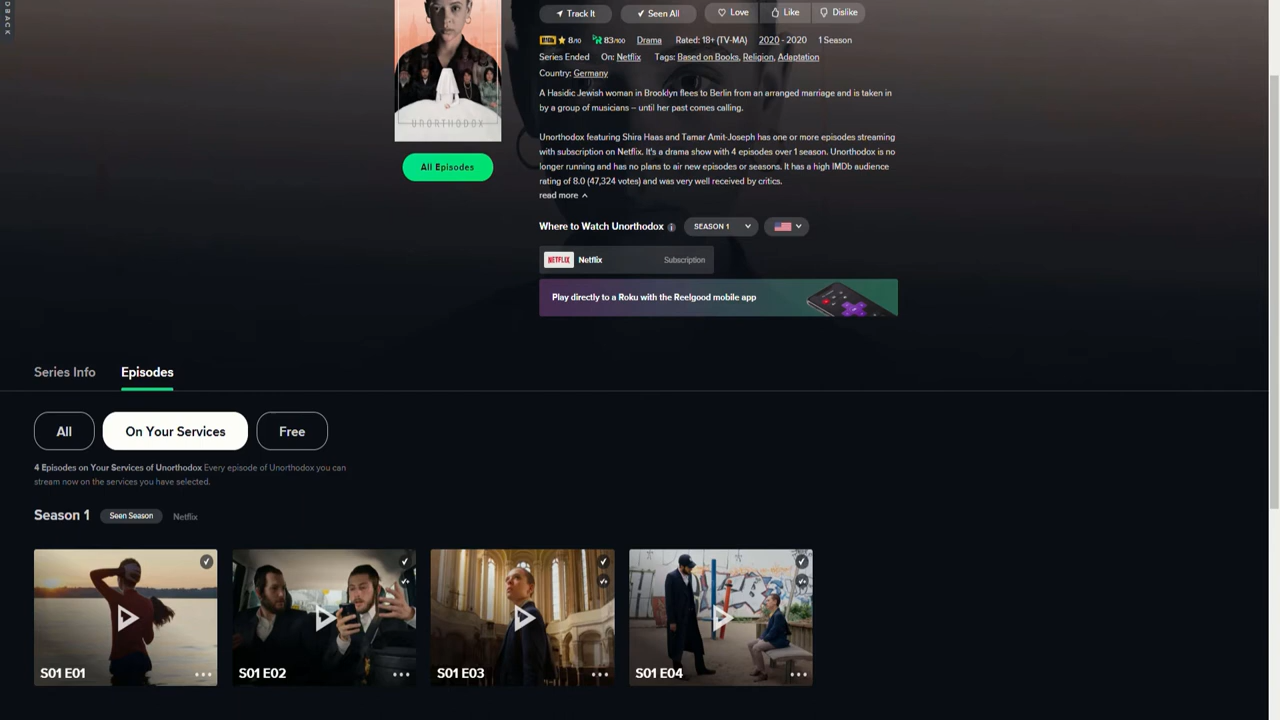 DBACK
Track It
Seen All
Love
Like
Dislike
8/10 83/100 Drama Rated: 18+ (TV-MA) 2020 - 2020 1 Season
Series Ended On: Netflix Tags: Based on Books, Religion, Adaptation
Country: Germany
A Hasidic Jewish woman in Brooklyn flees to Berlin from an arranged marriage and is taken in
by a group of musicians -- until her past comes calling.
Unorthodox featuring Shira Haas and Tamar Amit-Joseph has one or more episodes streaming
with subscription on Netflix. It's a drama show with 4 episodes over 1 season. Unorthodox is no
longer running and has no plans to air new episodes or seasons. It has a high IMDb audience
rating of 8.0 (47,324 votes) and was very well received by critics.
read more
UNORTHODOX
All Episodes
Where to Watch Unorthodox
SEASON 1
NETFLIX Netflix Subscription
Play directly to a Roku with the Reelgood mobile app
Series Info
Episodes
All
On Your Services
Free
4 Episodes on Your Services of Unorthodox Every episode of Unorthodox you can
stream now on the services you have selected.
Season 1
Seen Season
Netflix
S01 E01
S01 E02
S01 E03
S01 E04